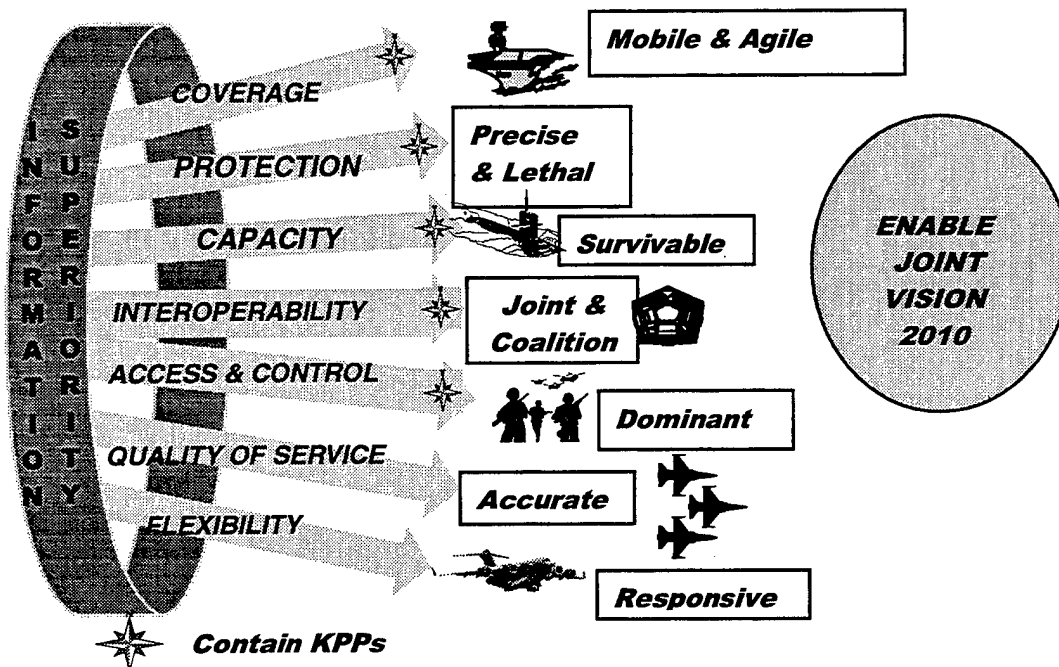 INFORMATION
SUPERIORITY
COVERAGE
PROTECTION
CAPACITY
INTEROPERABILITY
ACCESS & CONTROL
QUALITY OF SERVICE
FLEXIBILITY
Mobile & Agile
Precise
& Lethal
Survivable
Joint &
Coalition
Dominant
Accurate
Responsive
ENABLE
JOINT
VISION
2010
Contain KPPs